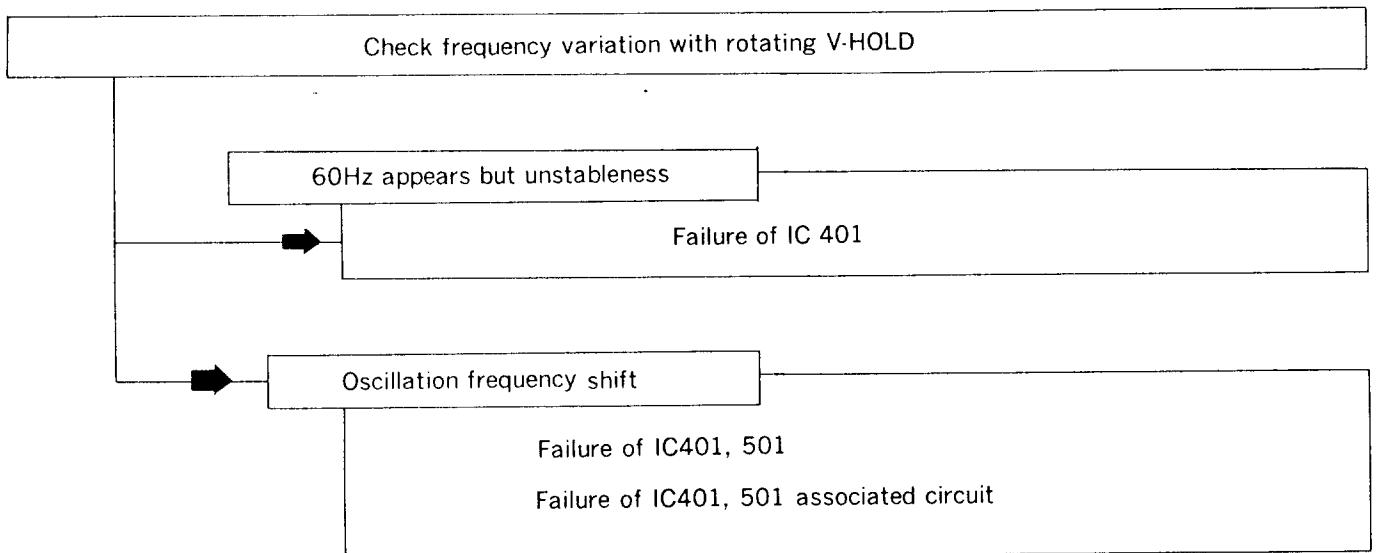 Check frequency variation with rotating V-HOLD
60Hz appears but unstableness
Failure of IC 401
Oscillation frequency shift
Failure of IC401, 501
Failure of IC401, 501 associated circuit